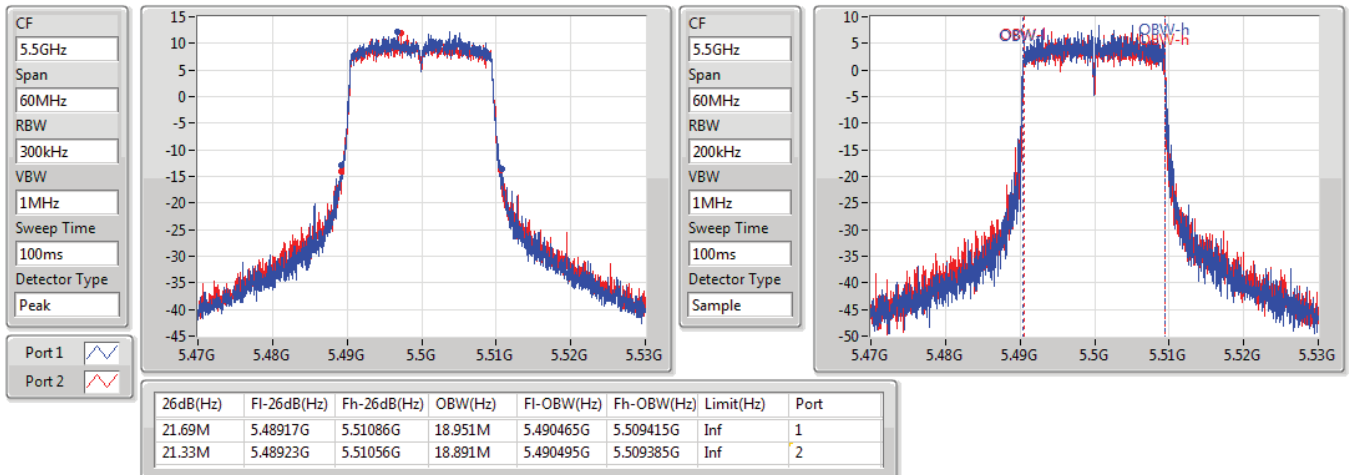 CF
5.5GHz
Span
60MHz
RBW
300kHz
VBW
1MHz
Sweep Time
100ms
Detector Type
Peak
15
10
5
0
-5
-10
-15
-20
-25
-30
-35
-40
-45
5.47G 5.48G 5.49G 5.5G 5.51G 5.52G 5.53G
Port 1
Port 2
CF
5.5GHz
Span
60MHz
RBW
200kHz
VBW
1MHz
Sweep Time
100ms
Detector Type
Sample
10
5
0
-5
-10
-15
-20
-25
-30
-35
-40
-45
-50
OBW-l
OBW-h
OBW-h
5.47G 5.48G 5.49G 5.5G 5.51G 5.52G 5.53G
26dB(Hz) Fl-26dB(Hz) Fh-26dB(Hz) OBW(Hz) Fl-OBW(Hz) Fh-OBW(Hz) Limit(Hz) Port
21.69M 5.48917G 5.51086G 18.951M 5.490465G 5.509415G Inf 1
21.33M 5.48923G 5.51056G 18.891M 5.490495G 5.509385G Inf 2